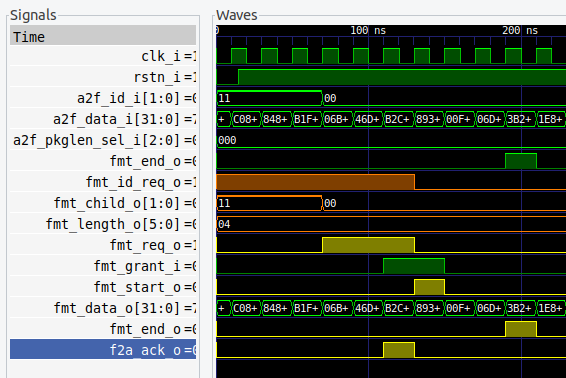 Signals
Waves
Time
0 100 ns 200 ns
clk_i=1
rstn_i=1
a2f_id_i[1:0]=0 11 00
a2f_data_i[31:0]=7 + C08+ 848+ B1F+ 06B+ 46D+ B2C+ 893+ 00F+ 06D+ 3B2+ 1E8+
a2f_pkglen_sel_i[2:0]=0 000
fmt_end_o=0
fmt_id_req_o=1
fmt_child_o[1:0]=0 11 00
fmt_length_o[5:0]=0 04
fmt_req_o=1
fmt_grant_i=0
fmt_start_o=0
fmt_data_o[31:0]=7 + C08+ 848+ B1F+ 06B+ 46D+ B2C+ 893+ 00F+ 06D+ 3B2+ 1E8+
fmt_end_o=0
f2a_ack_o=0